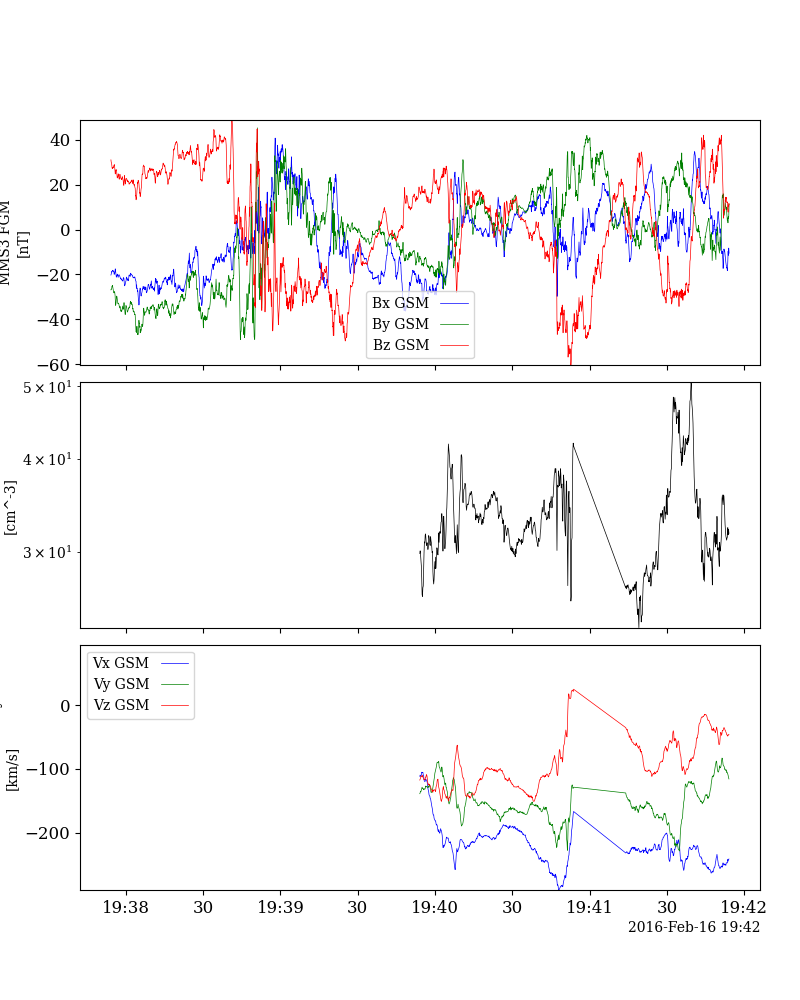 40
20
0
−20
−40
−60
MMS3 FGM
[nT]
Bx GSM
By GSM
Bz GSM
5 × 10¹
4 × 10¹
3 × 10¹
[cm^-3]
Vx GSM
Vy GSM
Vz GSM
0
−100
−200
[km/s]
19:38 30 19:39 30 19:40 30 19:41 30 19:42
2016-Feb-16 19:42